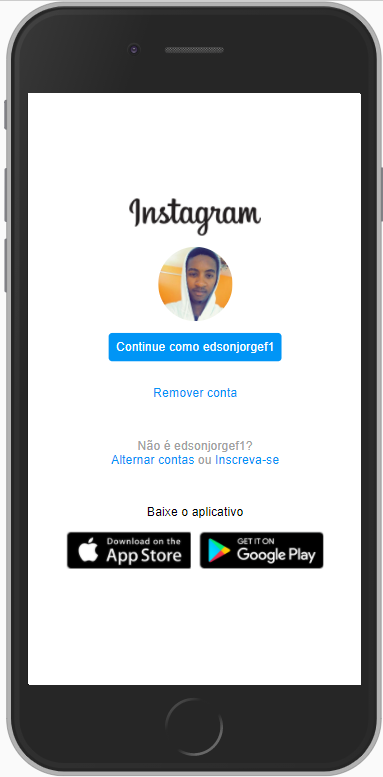 Instagram
Continue como edsonjorgef1
Remover conta
Não é edsonjorgef1?
Alternar contas ou Inscreva-se
Baixe o aplicativo
Download on the
App Store
GET IT ON
Google Play